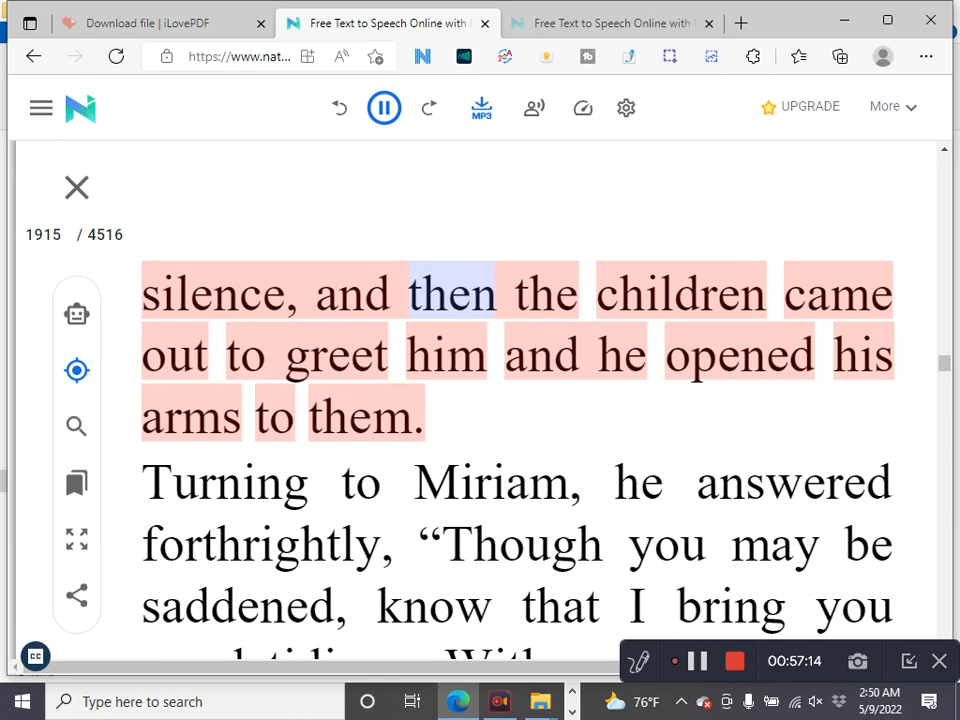 Download file | iLovePDF
Free Text to Speech Online with
Free Text to Speech Online with
https://www.nat...
MP3
UPGRADE
More
1915 / 4516
silence, and then the children came
out to greet him and he opened his
arms to them.
Turning to Miriam, he answered
forthrightly, “Though you may be
saddened, know that I bring you
CC
00:57:14
Type here to search
76°F
2:50 AM
5/9/2022